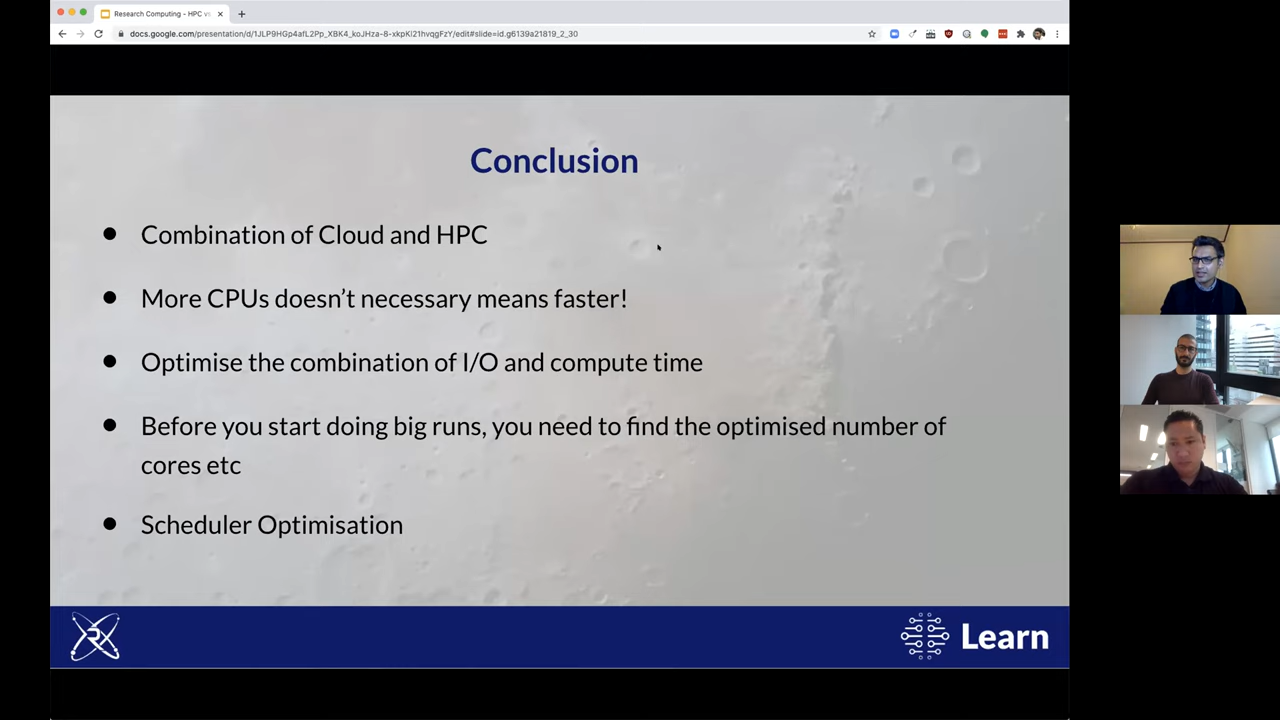 Research Computing - HPC vs
docs.google.com/presentation/d/1JLP9HGp4afL2Pp_XBK4_koJHza-8-xkpKl21hvqgFzY/edit#slide=id.g6139a21819_2_30
Conclusion
● Combination of Cloud and HPC
● More CPUs doesn’t necessary means faster!
● Optimise the combination of I/O and compute time
● Before you start doing big runs, you need to find the optimised number of
cores etc
● Scheduler Optimisation
Learn